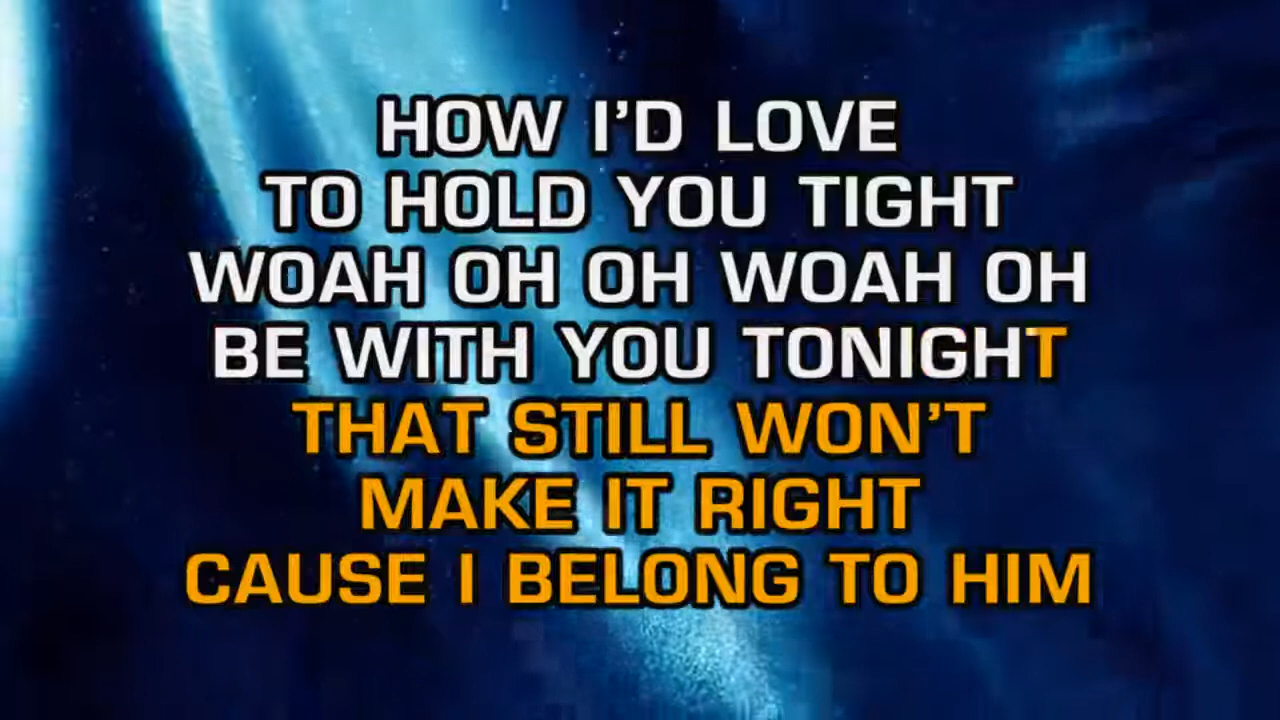 HOW I'D LOVE
TO HOLD YOU TIGHT
WOAH OH OH WOAH OH
BE WITH YOU TONIGHT
THAT STILL WON'T
MAKE IT RIGHT
CAUSE I BELONG TO HIM